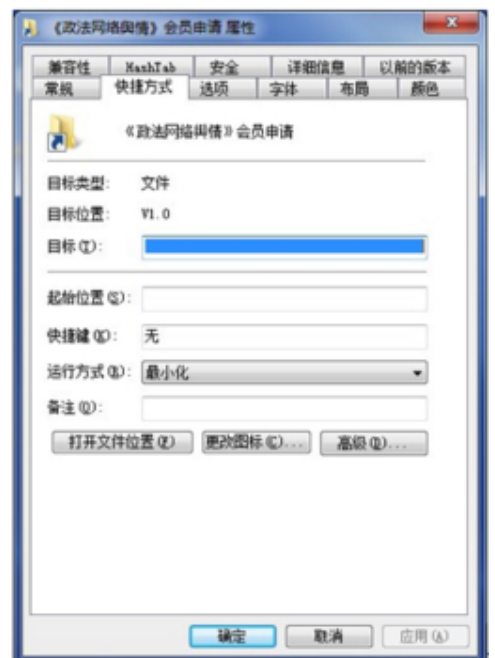 《政法网络舆情》会员申请 属性
兼容性 HashTab 安全 详细信息 以前的版本
常规 快捷方式 选项 字体 布局 颜色
《政法网络舆情》会员申请
目标类型: 文件
目标位置: V1.0
目标(T):
起始位置(S):
快捷键(K): 无
运行方式(R): 最小化
备注(O):
打开文件位置(F) 更改图标(C)... 高级(D)...
确定 取消 应用(A)